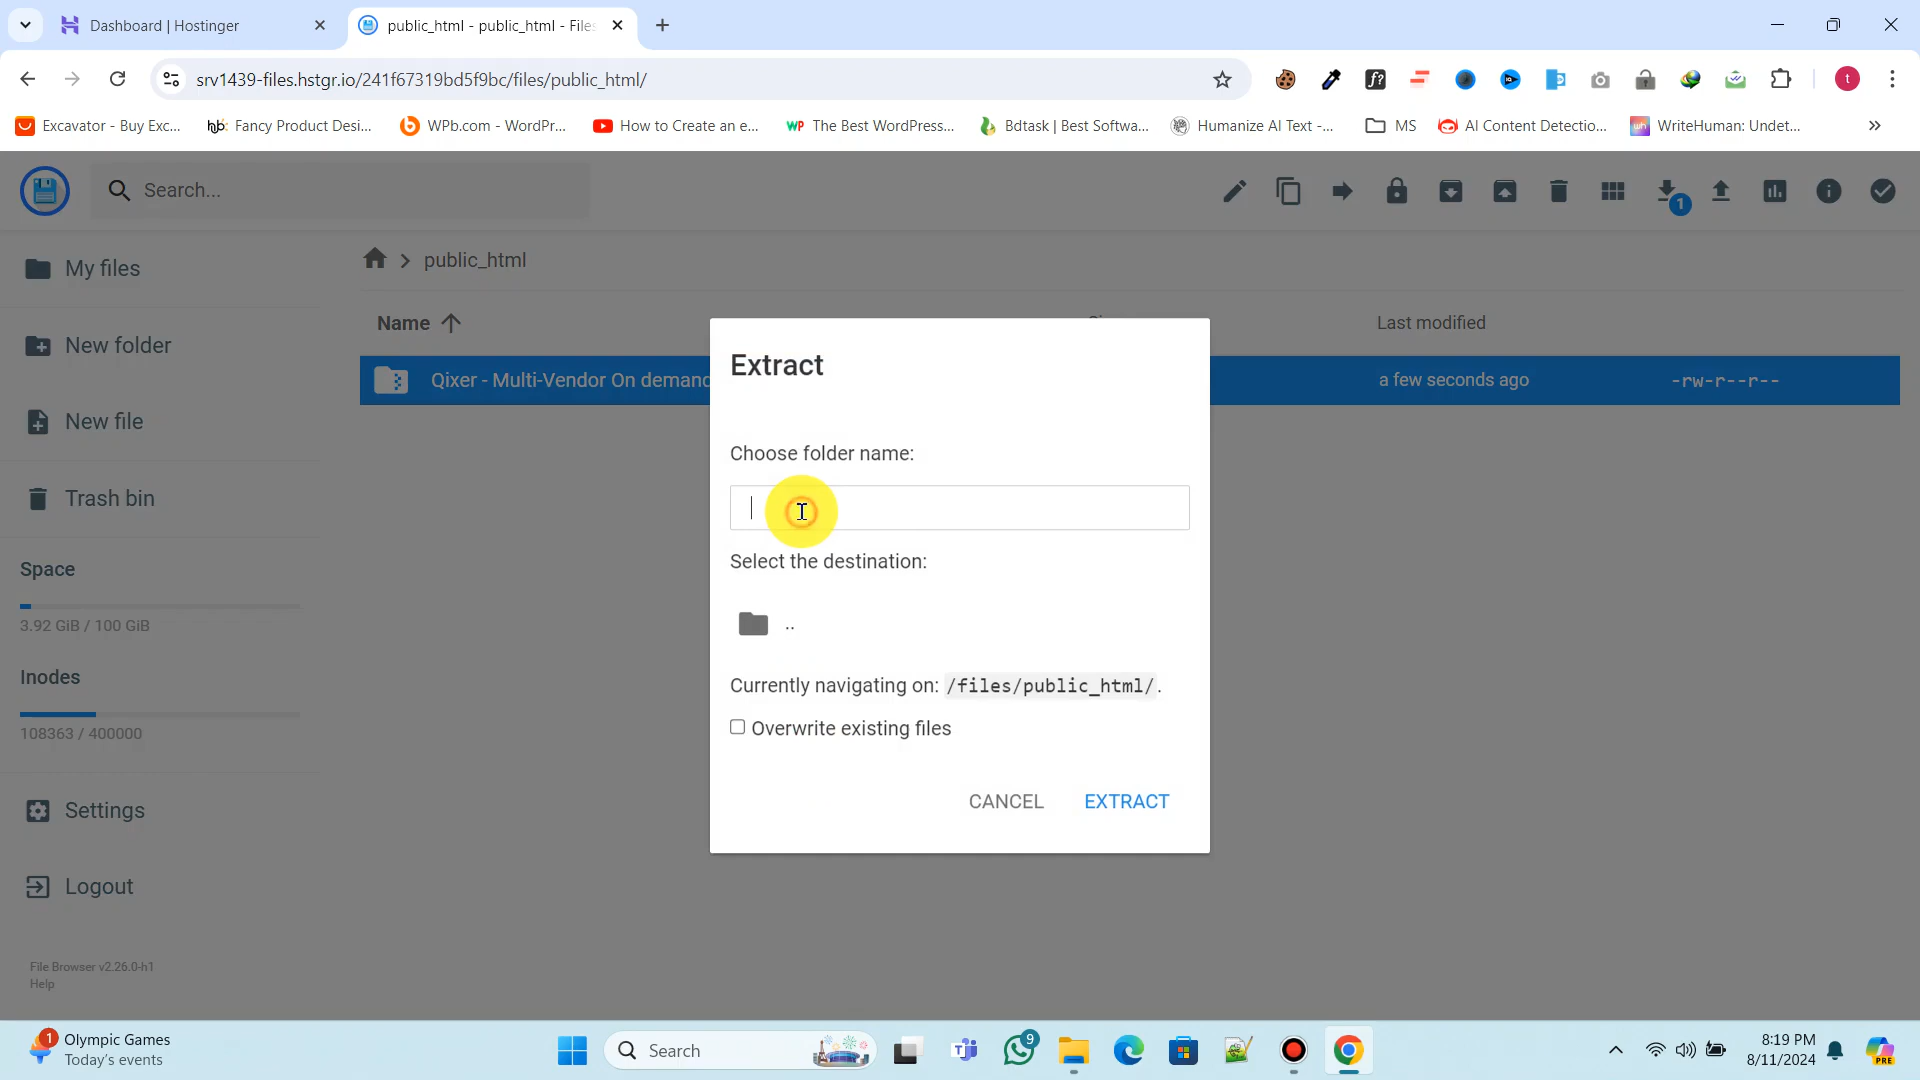 Dashboard | Hostinger
public_html - public_html - Files
srv1439-files.hstgr.io/241f67319bd5f9bc/files/public_html/
t
Excavator - Buy Exc...
Fancy Product Desi...
WPb.com - WordPr...
How to Create an e...
The Best WordPress...
Bdtask | Best Softwa...
Humanize AI Text -...
MS
AI Content Detectio...
WriteHuman: Undet...
»
Search...
1
My files
public_html
Name
Last modified
New folder
Qixer - Multi-Vendor On demand
a few seconds ago
-rw-r--r--
New file
Trash bin
Space
3.92 GiB / 100 GiB
Inodes
108363 / 400000
Settings
Logout
File Browser v2.26.0-h1
Help
Extract
Choose folder name:
Select the destination:
..
Currently navigating on: /files/public_html/.
Overwrite existing files
CANCEL
EXTRACT
1
Olympic Games
Today's events
Search
9
8:19 PM
8/11/2024
PRE